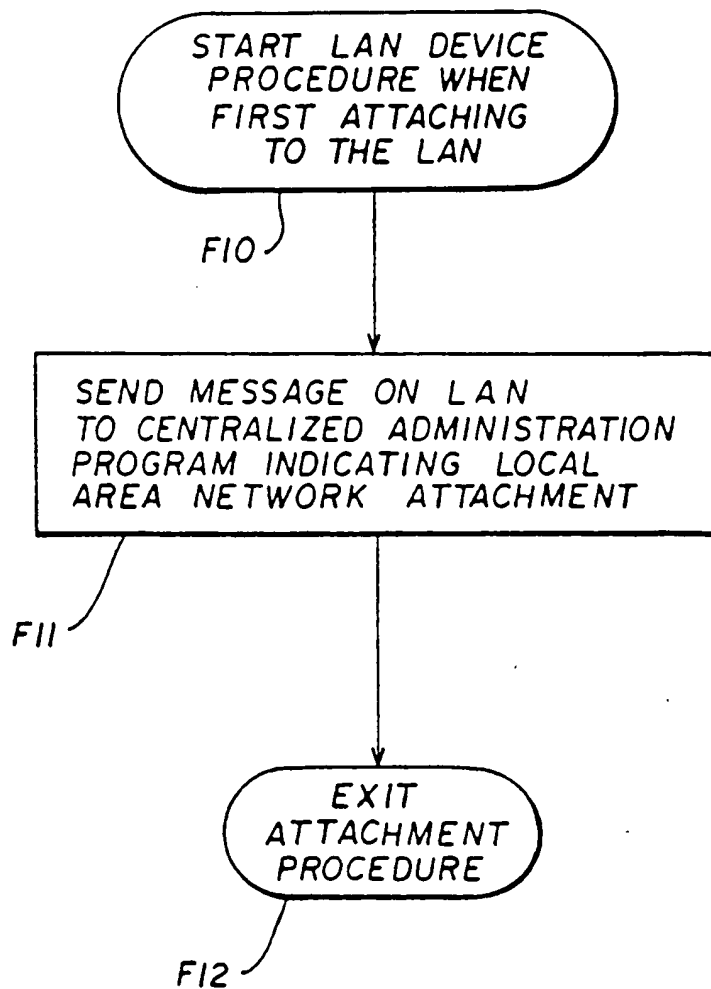 START LAN DEVICE
PROCEDURE WHEN
FIRST ATTACHING
TO THE LAN
F10
SEND MESSAGE ON LAN
TO CENTRALIZED ADMINISTRATION
PROGRAM INDICATING LOCAL
AREA NETWORK ATTACHMENT
F11
EXIT
ATTACHMENT
PROCEDURE
F12